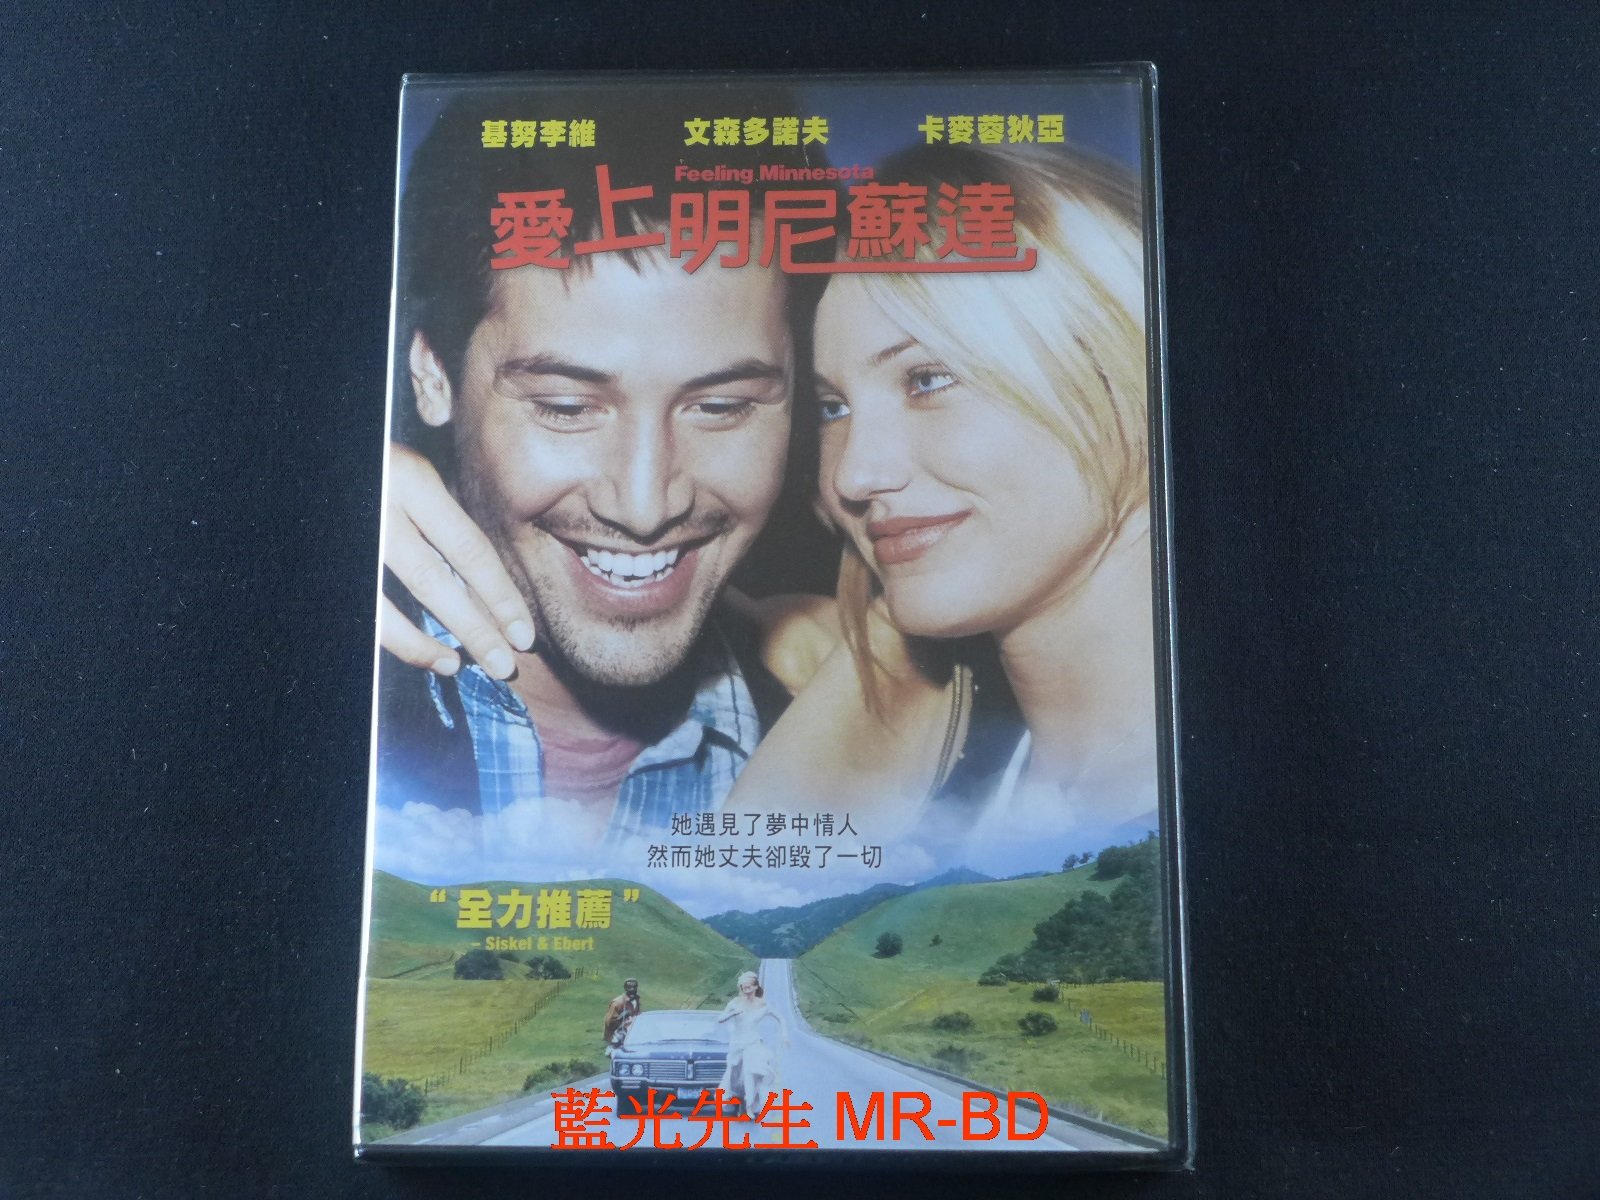 基努李維 文森多諾夫 卡麥蓉狄亞
Feeling Minnesota
愛上明尼蘇達
她遇見了夢中情人
然而她丈夫卻毀了一切
“全力推薦”
– Siskel & Ebert
藍光先生 MR-BD